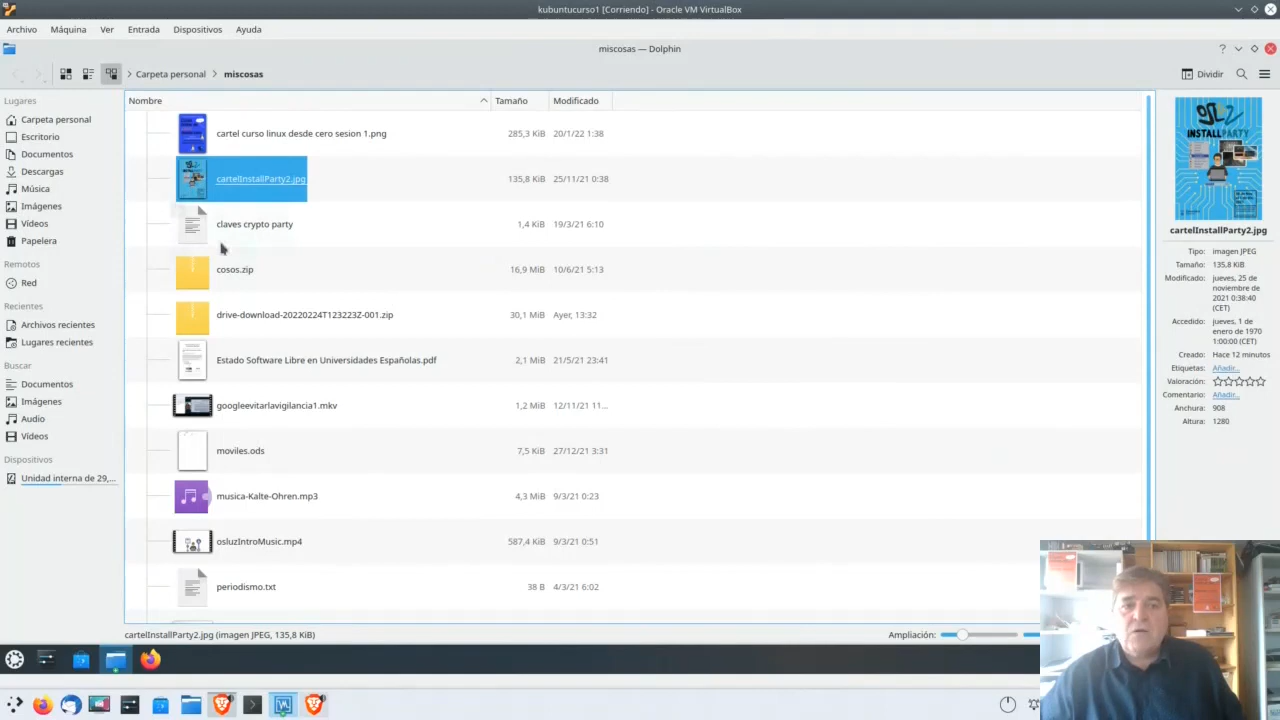 kubuntucurso1 [Corriendo] - Oracle VM VirtualBox
Archivo Máquina Ver Entrada Dispositivos Ayuda
miscosas — Dolphin
Carpeta personal > miscosas
Dividir
Lugares
Carpeta personal
Escritorio
Documentos
Descargas
Música
Imágenes
Vídeos
Papelera
Remotos
Red
Recientes
Archivos recientes
Lugares recientes
Buscar
Documentos
Imágenes
Audio
Vídeos
Dispositivos
Unidad interna de 29,...
Nombre Tamaño Modificado
cartel curso linux desde cero sesion 1.png 285,3 KiB 20/1/22 1:38
cartelInstallParty2.jpg 135,8 KiB 25/11/21 0:38
claves crypto party 1,4 KiB 19/3/21 6:10
cosos.zip 16,9 MiB 10/6/21 5:13
drive-download-20220224T123223Z-001.zip 30,1 MiB Ayer, 13:32
Estado Software Libre en Universidades Españolas.pdf 2,1 MiB 21/5/21 23:41
googleevitarlavigilancia1.mkv 1,2 MiB 12/11/21 11...
moviles.ods 7,5 KiB 27/12/21 3:31
musica-Kalte-Ohren.mp3 4,3 MiB 9/3/21 0:23
osluzIntroMusic.mp4 587,4 KiB 9/3/21 0:51
periodismo.txt 38 B 4/3/21 6:02
INSTALL PARTY
cartelInstallParty2.jpg
Tipo: imagen JPEG
Tamaño: 135,8 KiB
Modificado: jueves, 25 de
noviembre de
2021 0:38:40
(CET)
Accedido: jueves, 1 de
enero de 1970
1:00:00 (CET)
Creado: Hace 12 minutos
Etiquetas: Añadir...
Valoración:
Comentario: Añadir...
Anchura: 908
Altura: 1280
cartelInstallParty2.jpg (imagen JPEG, 135,8 KiB)
Ampliación: